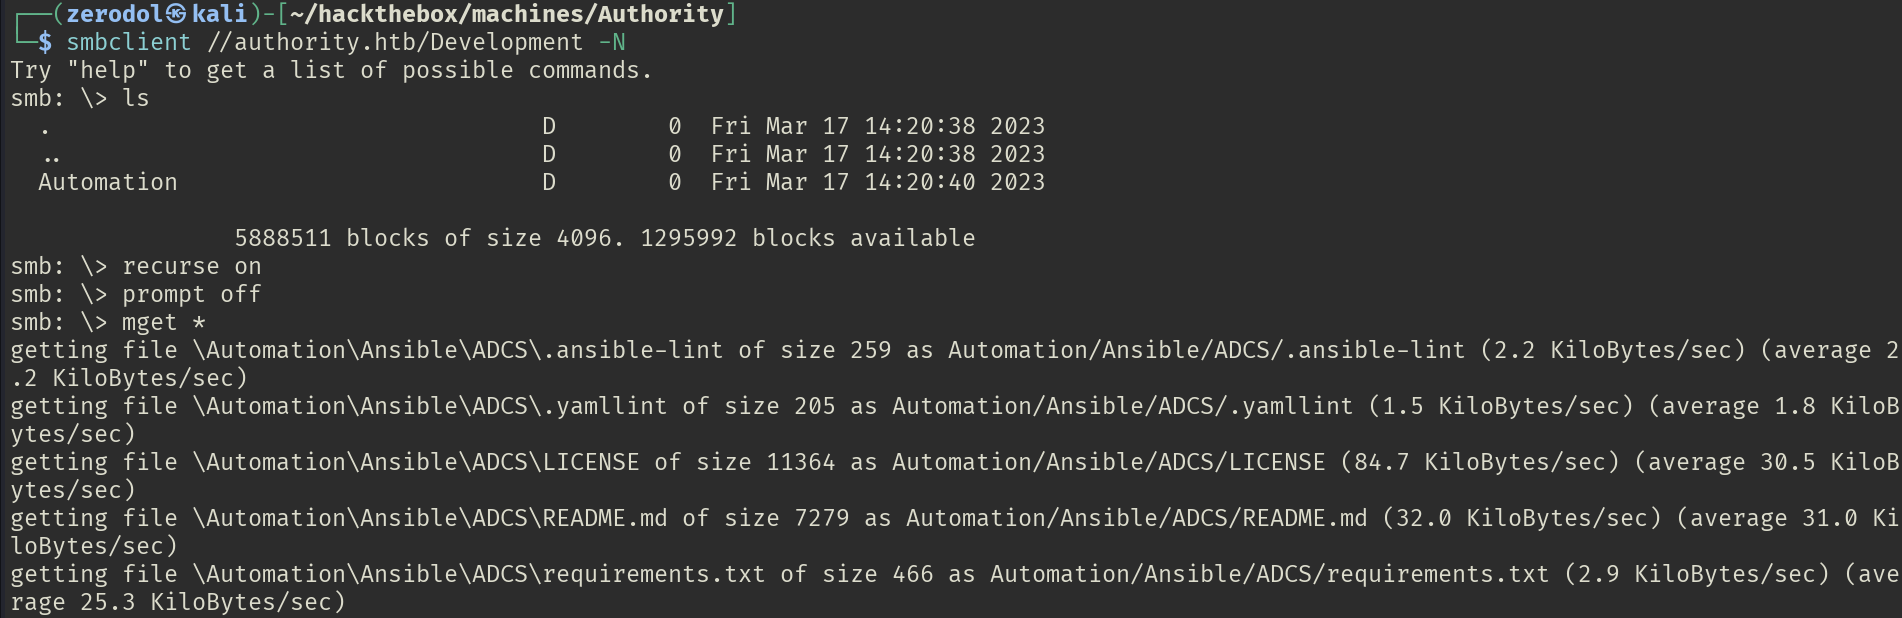 ┌──(zerodol㉿kali)-[~/hackthebox/machines/Authority]
└─$ smbclient //authority.htb/Development -N
Try "help" to get a list of possible commands.
smb: \> ls
  .                                   D        0  Fri Mar 17 14:20:38 2023
  ..                                  D        0  Fri Mar 17 14:20:38 2023
  Automation                          D        0  Fri Mar 17 14:20:40 2023

                5888511 blocks of size 4096. 1295992 blocks available
smb: \> recurse on
smb: \> prompt off
smb: \> mget *
getting file \Automation\Ansible\ADCS\.ansible-lint of size 259 as Automation/Ansible/ADCS/.ansible-lint (2.2 KiloBytes/sec) (average 2
.2 KiloBytes/sec)
getting file \Automation\Ansible\ADCS\.yamllint of size 205 as Automation/Ansible/ADCS/.yamllint (1.5 KiloBytes/sec) (average 1.8 KiloB
ytes/sec)
getting file \Automation\Ansible\ADCS\LICENSE of size 11364 as Automation/Ansible/ADCS/LICENSE (84.7 KiloBytes/sec) (average 30.5 KiloB
ytes/sec)
getting file \Automation\Ansible\ADCS\README.md of size 7279 as Automation/Ansible/ADCS/README.md (32.0 KiloBytes/sec) (average 31.0 Ki
loBytes/sec)
getting file \Automation\Ansible\ADCS\requirements.txt of size 466 as Automation/Ansible/ADCS/requirements.txt (2.9 KiloBytes/sec) (ave
rage 25.3 KiloBytes/sec)